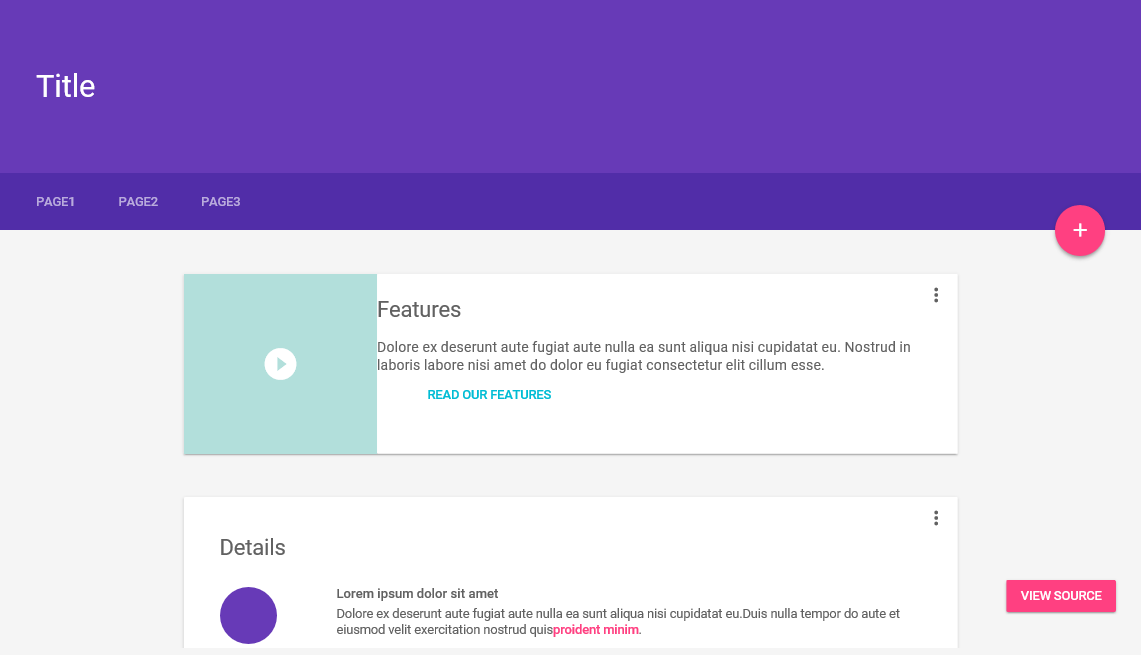 Title
PAGE1 PAGE2 PAGE3
+
Features
Dolore ex deserunt aute fugiat aute nulla ea sunt aliqua nisi cupidatat eu. Nostrud in
laboris labore nisi amet do dolor eu fugiat consectetur elit cillum esse.
READ OUR FEATURES
Details
Lorem ipsum dolor sit amet
Dolore ex deserunt aute fugiat aute nulla ea sunt aliqua nisi cupidatat eu.Duis nulla tempor do aute et
eiusmod velit exercitation nostrud quisproident minim.
VIEW SOURCE